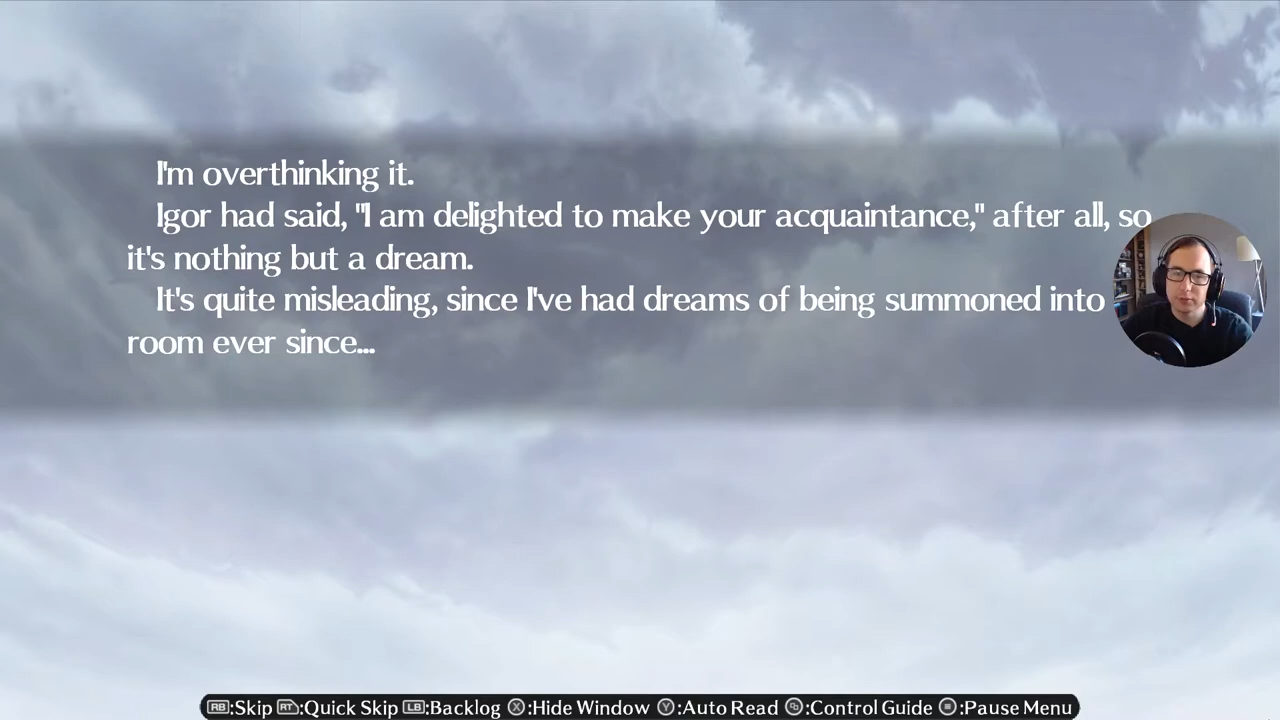 I'm overthinking it.
Igor had said, "I am delighted to make your acquaintance," after all, so
it's nothing but a dream.
It's quite misleading, since I've had dreams of being summoned into
room ever since...
RB:Skip RT:Quick Skip LB:Backlog X:Hide Window Y:Auto Read :Control Guide :Pause Menu